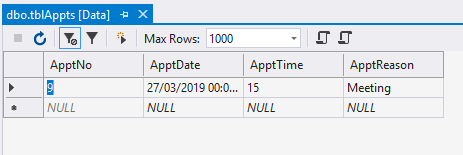 dbo.tblAppts [Data]
Max Rows: 1000
ApptNo ApptDate ApptTime ApptReason
9 27/03/2019 00:0... 15 Meeting
NULL NULL NULL NULL